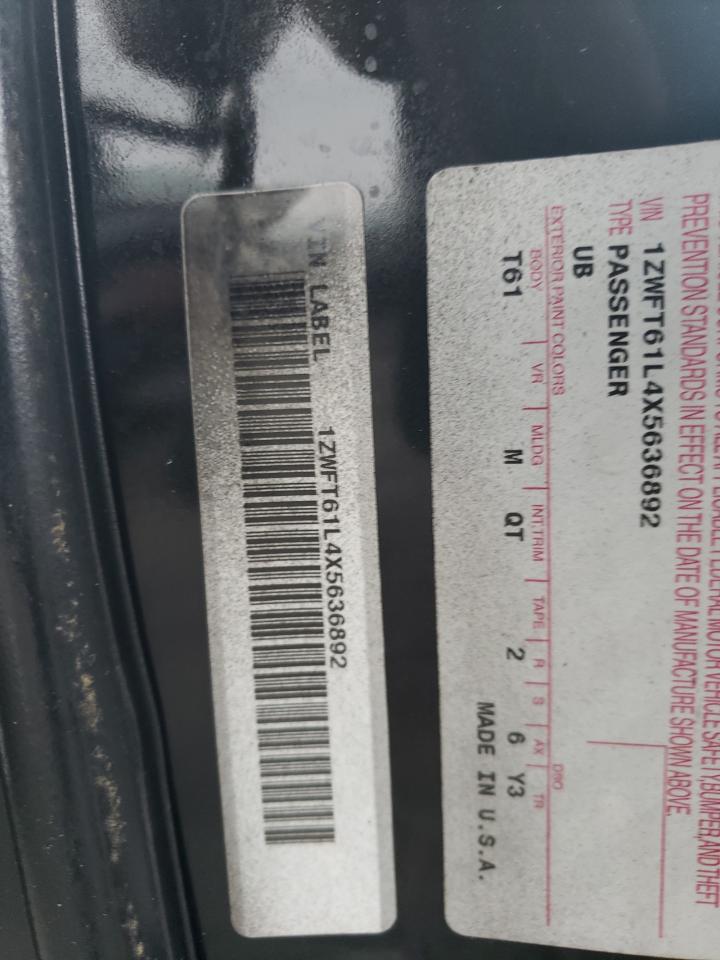 VIN LABEL
1ZWFT61L4X5636892
PREVENTION STANDARDS IN EFFECT ON THE DATE OF MANUFACTURE SHOWN ABOVE.
VIN 1ZWFT61L4X5636892
TYPE PASSENGER
UB
EXTERIOR PAINT COLORS DSO
BODY VR MLDG INT.TRIM TAPE R S AX TR
T61 M QT 2 6 Y3
MADE IN U.S.A.